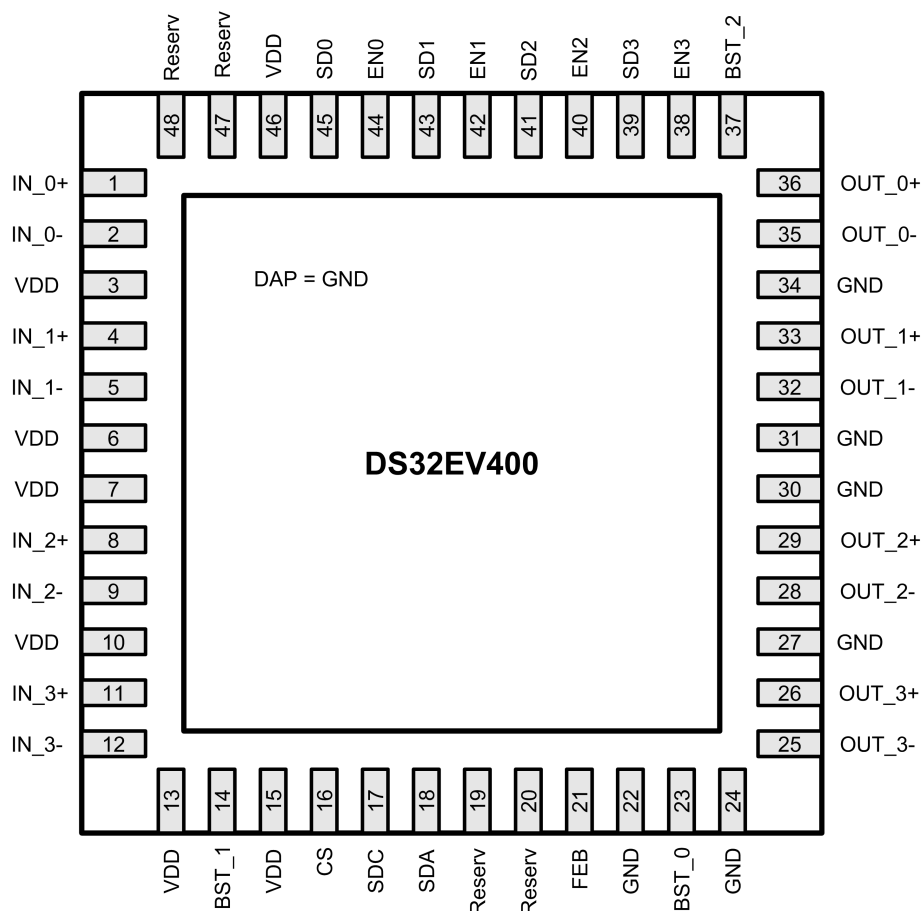 Reserv Reserv VDD SD0 EN0 SD1 EN1 SD2 EN2 SD3 EN3 BST_2
48 47 46 45 44 43 42 41 40 39 38 37
IN_0+ 1 36 OUT_0+
IN_0- 2 35 OUT_0-
VDD 3 34 GND
DAP = GND
IN_1+ 4 33 OUT_1+
IN_1- 5 32 OUT_1-
VDD 6 31 GND
DS32EV400
VDD 7 30 GND
IN_2+ 8 29 OUT_2+
IN_2- 9 28 OUT_2-
VDD 10 27 GND
IN_3+ 11 26 OUT_3+
IN_3- 12 25 OUT_3-
13 14 15 16 17 18 19 20 21 22 23 24
VDD BST_1 VDD CS SDC SDA Reserv Reserv FEB GND BST_0 GND